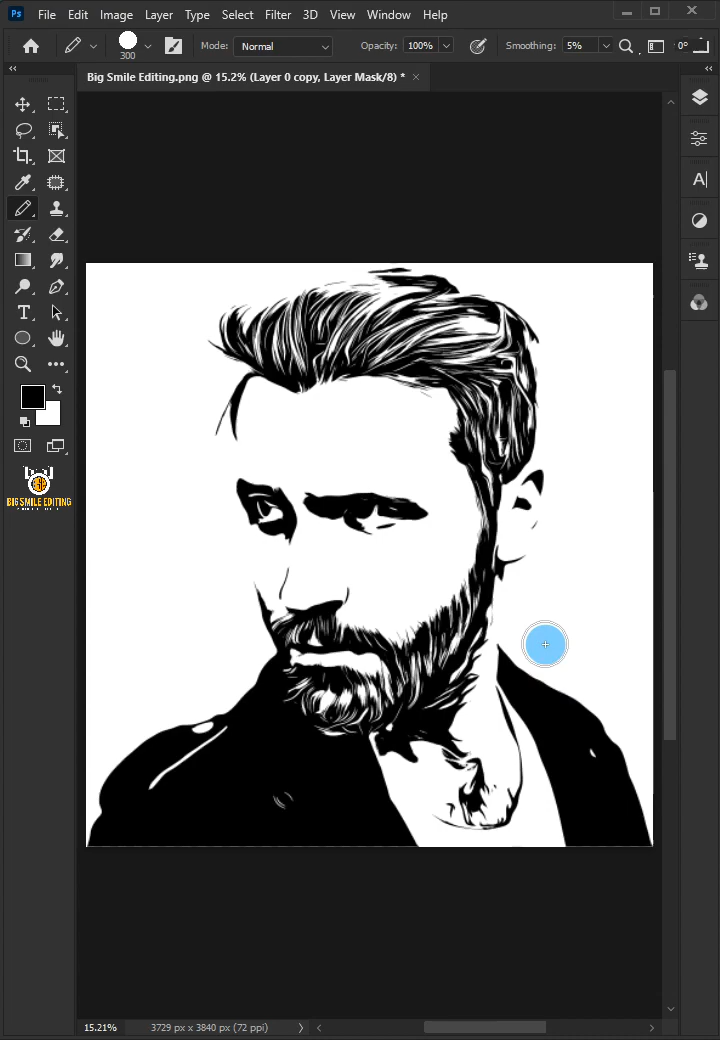 Ps File Edit Image Layer Type Select Filter 3D View Window Help
300 Mode: Normal Opacity: 100% Smoothing: 5% 0°
Big Smile Editing.png @ 15.2% (Layer 0 copy, Layer Mask/8) *
BIG SMILE EDITING
15.21% 3729 px x 3840 px (72 ppi)